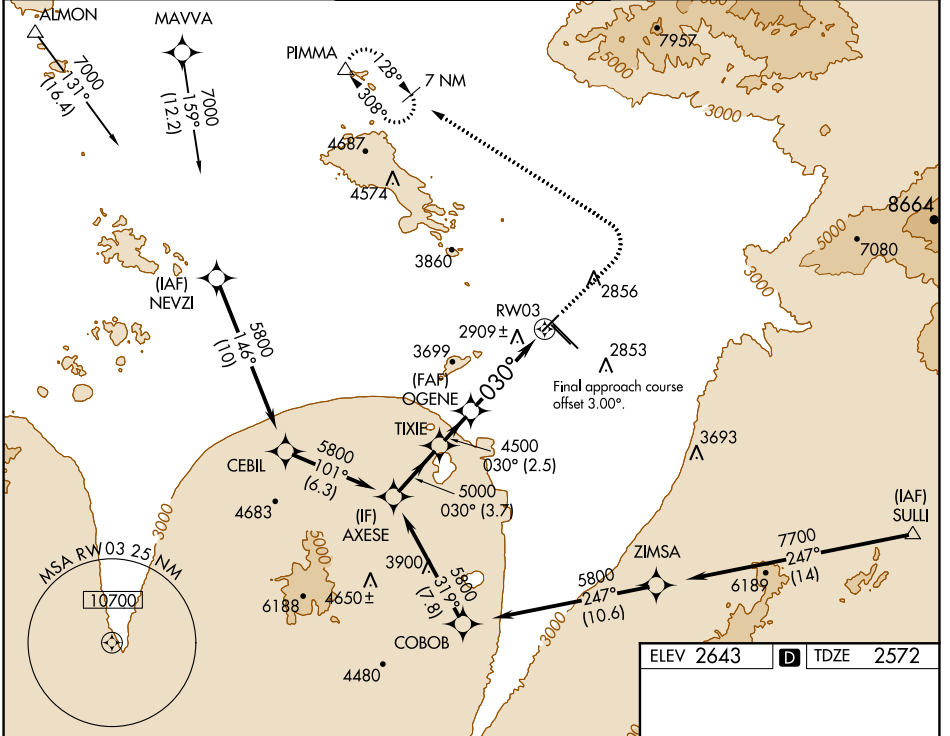 ALMON
MAVVA
PIMMA
7957
5000
3000
7000
131°
(16.4)
7000
159°
(12.2)
128°
308°
7 NM
4687
4574
3860
8664
5000
7080
3000
(IAF)
NEVZI
5800
146°
(10)
RW03
2856
2909±
3699
2853
(FAF)
OGENE
030°
Final approach course
offset 3.00°.
TIXIE
4500
030° (2.5)
CEBIL
5800
101°
(6.3)
5000
030° (3.7)
3693
4683
(IF)
AXESE
(IAF)
SULLI
3000
MSA RW03 25 NM
10700
5000
3900
5800
319°
(7.8)
ZIMSA
7700
247°
(14)
6188
4650±
5800
247°
(10.6)
6189
COBOB
3000
4480
ELEV 2643
D
TDZE 2572